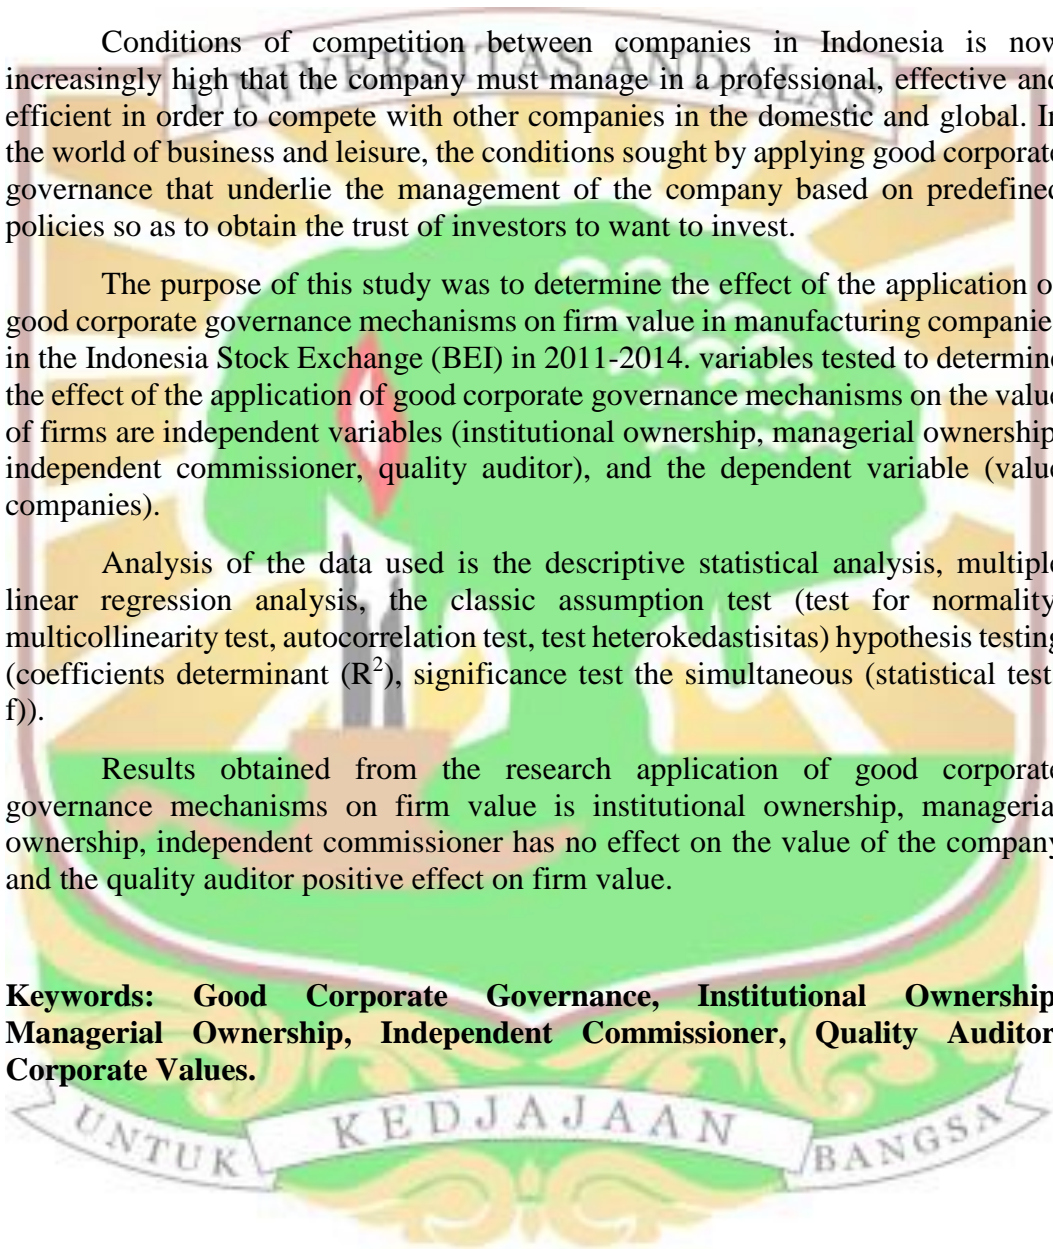 UNIVERSITAS ANDALAS
Conditions of competition between companies in Indonesia is now
increasingly high that the company must manage in a professional, effective and
efficient in order to compete with other companies in the domestic and global. In
the world of business and leisure, the conditions sought by applying good corporate
governance that underlie the management of the company based on predefined
policies so as to obtain the trust of investors to want to invest.
The purpose of this study was to determine the effect of the application o
good corporate governance mechanisms on firm value in manufacturing companie
in the Indonesia Stock Exchange (BEI) in 2011-2014. variables tested to determine
the effect of the application of good corporate governance mechanisms on the value
of firms are independent variables (institutional ownership, managerial ownership
independent commissioner, quality auditor), and the dependent variable (value
companies).
Analysis of the data used is the descriptive statistical analysis, multiple
linear regression analysis, the classic assumption test (test for normality,
multicollinearity test, autocorrelation test, test heterokedastisitas) hypothesis testing
(coefficients determinant (R²), significance test the simultaneous (statistical test
f)).
Results obtained from the research application of good corporate
governance mechanisms on firm value is institutional ownership, manageria
ownership, independent commissioner has no effect on the value of the company
and the quality auditor positive effect on firm value.
Keywords: Good Corporate Governance, Institutional Ownership
Managerial Ownership, Independent Commissioner, Quality Auditor
Corporate Values.
UNTUK KEDJAJAAN BANGSA